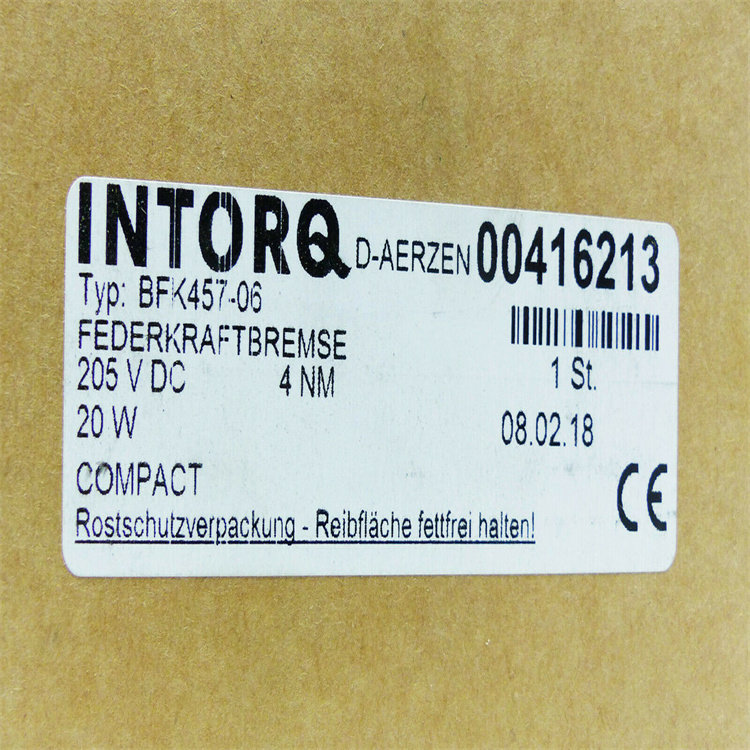 INTORQ D-AERZEN 00416213
Typ: BFK457-06
FEDERKRAFTBREMSE
205 V DC 4 NM 1 St.
20 W 08.02.18
COMPACT CE
Rostschutzverpackung - Reibfläche fettfrei halten!